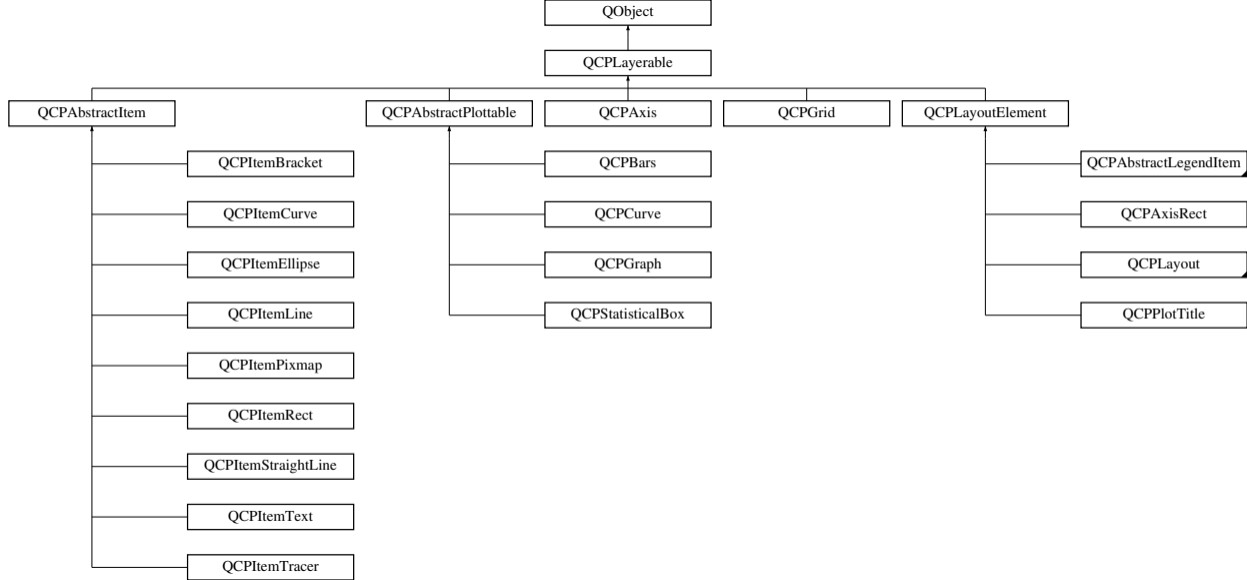 QObject
QCPLayerable
QCPAbstractItem QCPAbstractPlottable QCPAxis QCPGrid QCPLayoutElement
QCPItemBracket QCPBars QCPAbstractLegendItem
QCPItemCurve QCPCurve QCPAxisRect
QCPItemEllipse QCPGraph QCPLayout
QCPItemLine QCPStatisticalBox QCPPlotTitle
QCPItemPixmap
QCPItemRect
QCPItemStraightLine
QCPItemText
QCPItemTracer